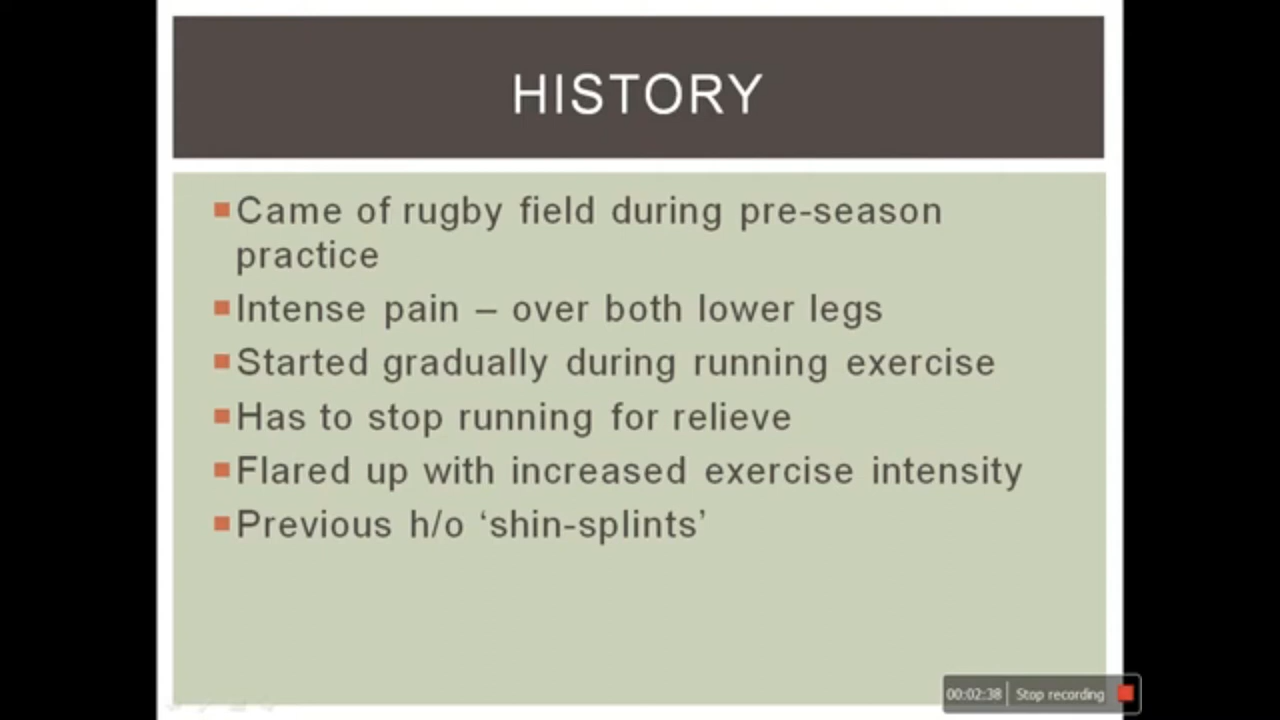 HISTORY
Came of rugby field during pre-season
practice
Intense pain – over both lower legs
Started gradually during running exercise
Has to stop running for relieve
Flared up with increased exercise intensity
Previous h/o ‘shin-splints’
00:02:38 Stop recording